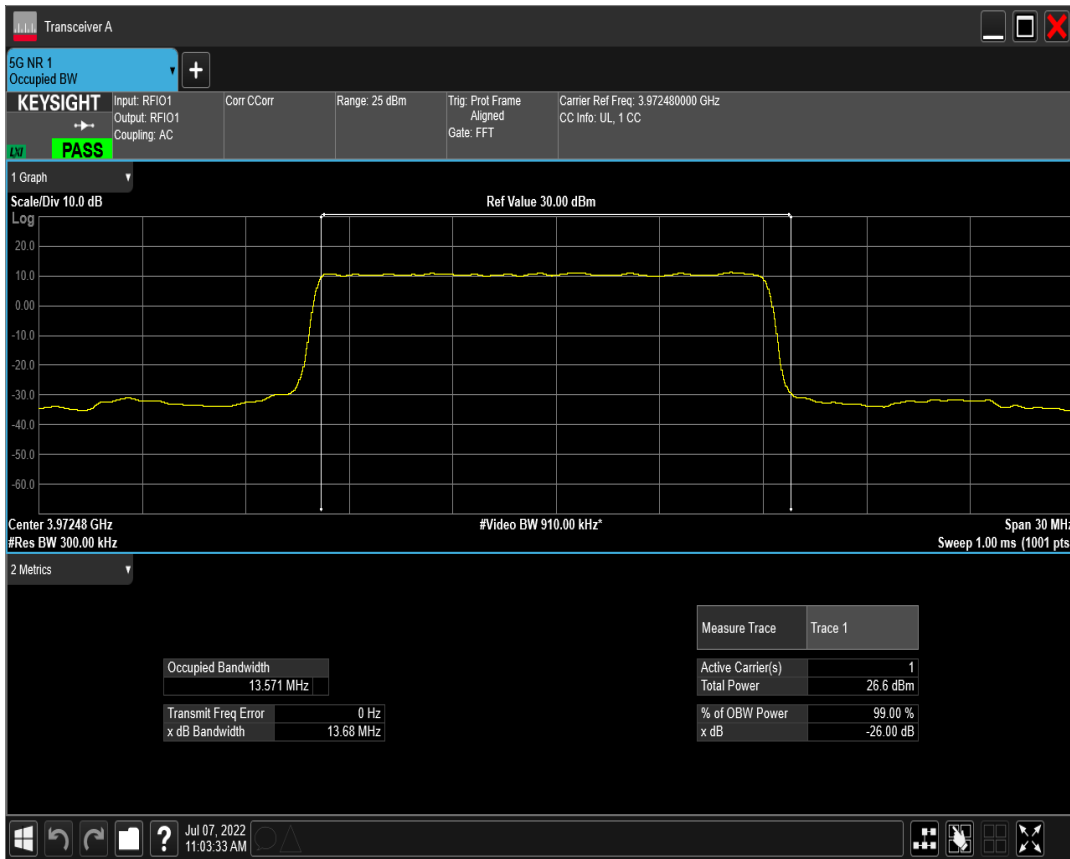 Transceiver A
5G NR 1
Occupied BW
KEYSIGHT
LXI
PASS
Input: RFIO1
Output: RFIO1
Coupling: AC
Corr CCorr
Range: 25 dBm
Trig: Prot Frame
Aligned
Gate: FFT
Carrier Ref Freq: 3.972480000 GHz
CC Info: UL, 1 CC
1 Graph
Scale/Div 10.0 dB
Ref Value 30.00 dBm
Log
20.0
10.0
0.00
-10.0
-20.0
-30.0
-40.0
-50.0
-60.0
Center 3.97248 GHz
#Video BW 910.00 kHz*
Span 30 MHz
#Res BW 300.00 kHz
Sweep 1.00 ms (1001 pts
2 Metrics
Measure Trace Trace 1
Occupied Bandwidth
13.571 MHz
Active Carrier(s) 1
Total Power 26.6 dBm
Transmit Freq Error 0 Hz
x dB Bandwidth 13.68 MHz
% of OBW Power 99.00 %
x dB -26.00 dB
?
Jul 07, 2022
11:03:33 AM